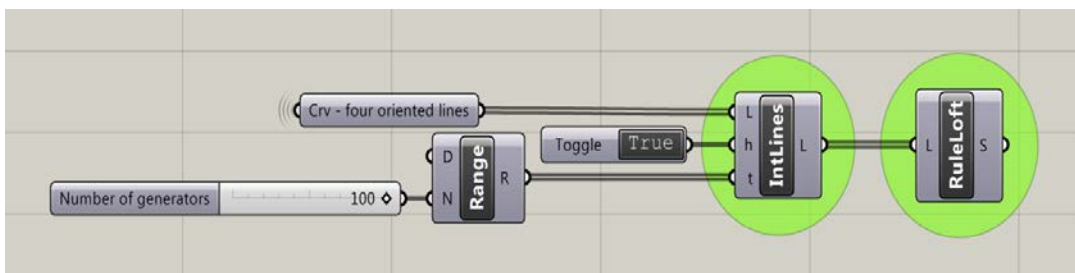 Crv - four oriented lines
Number of generators
100
D
N
Range
R
Toggle
True
L
h
t
IntLines
L
L
RuleLoft
S